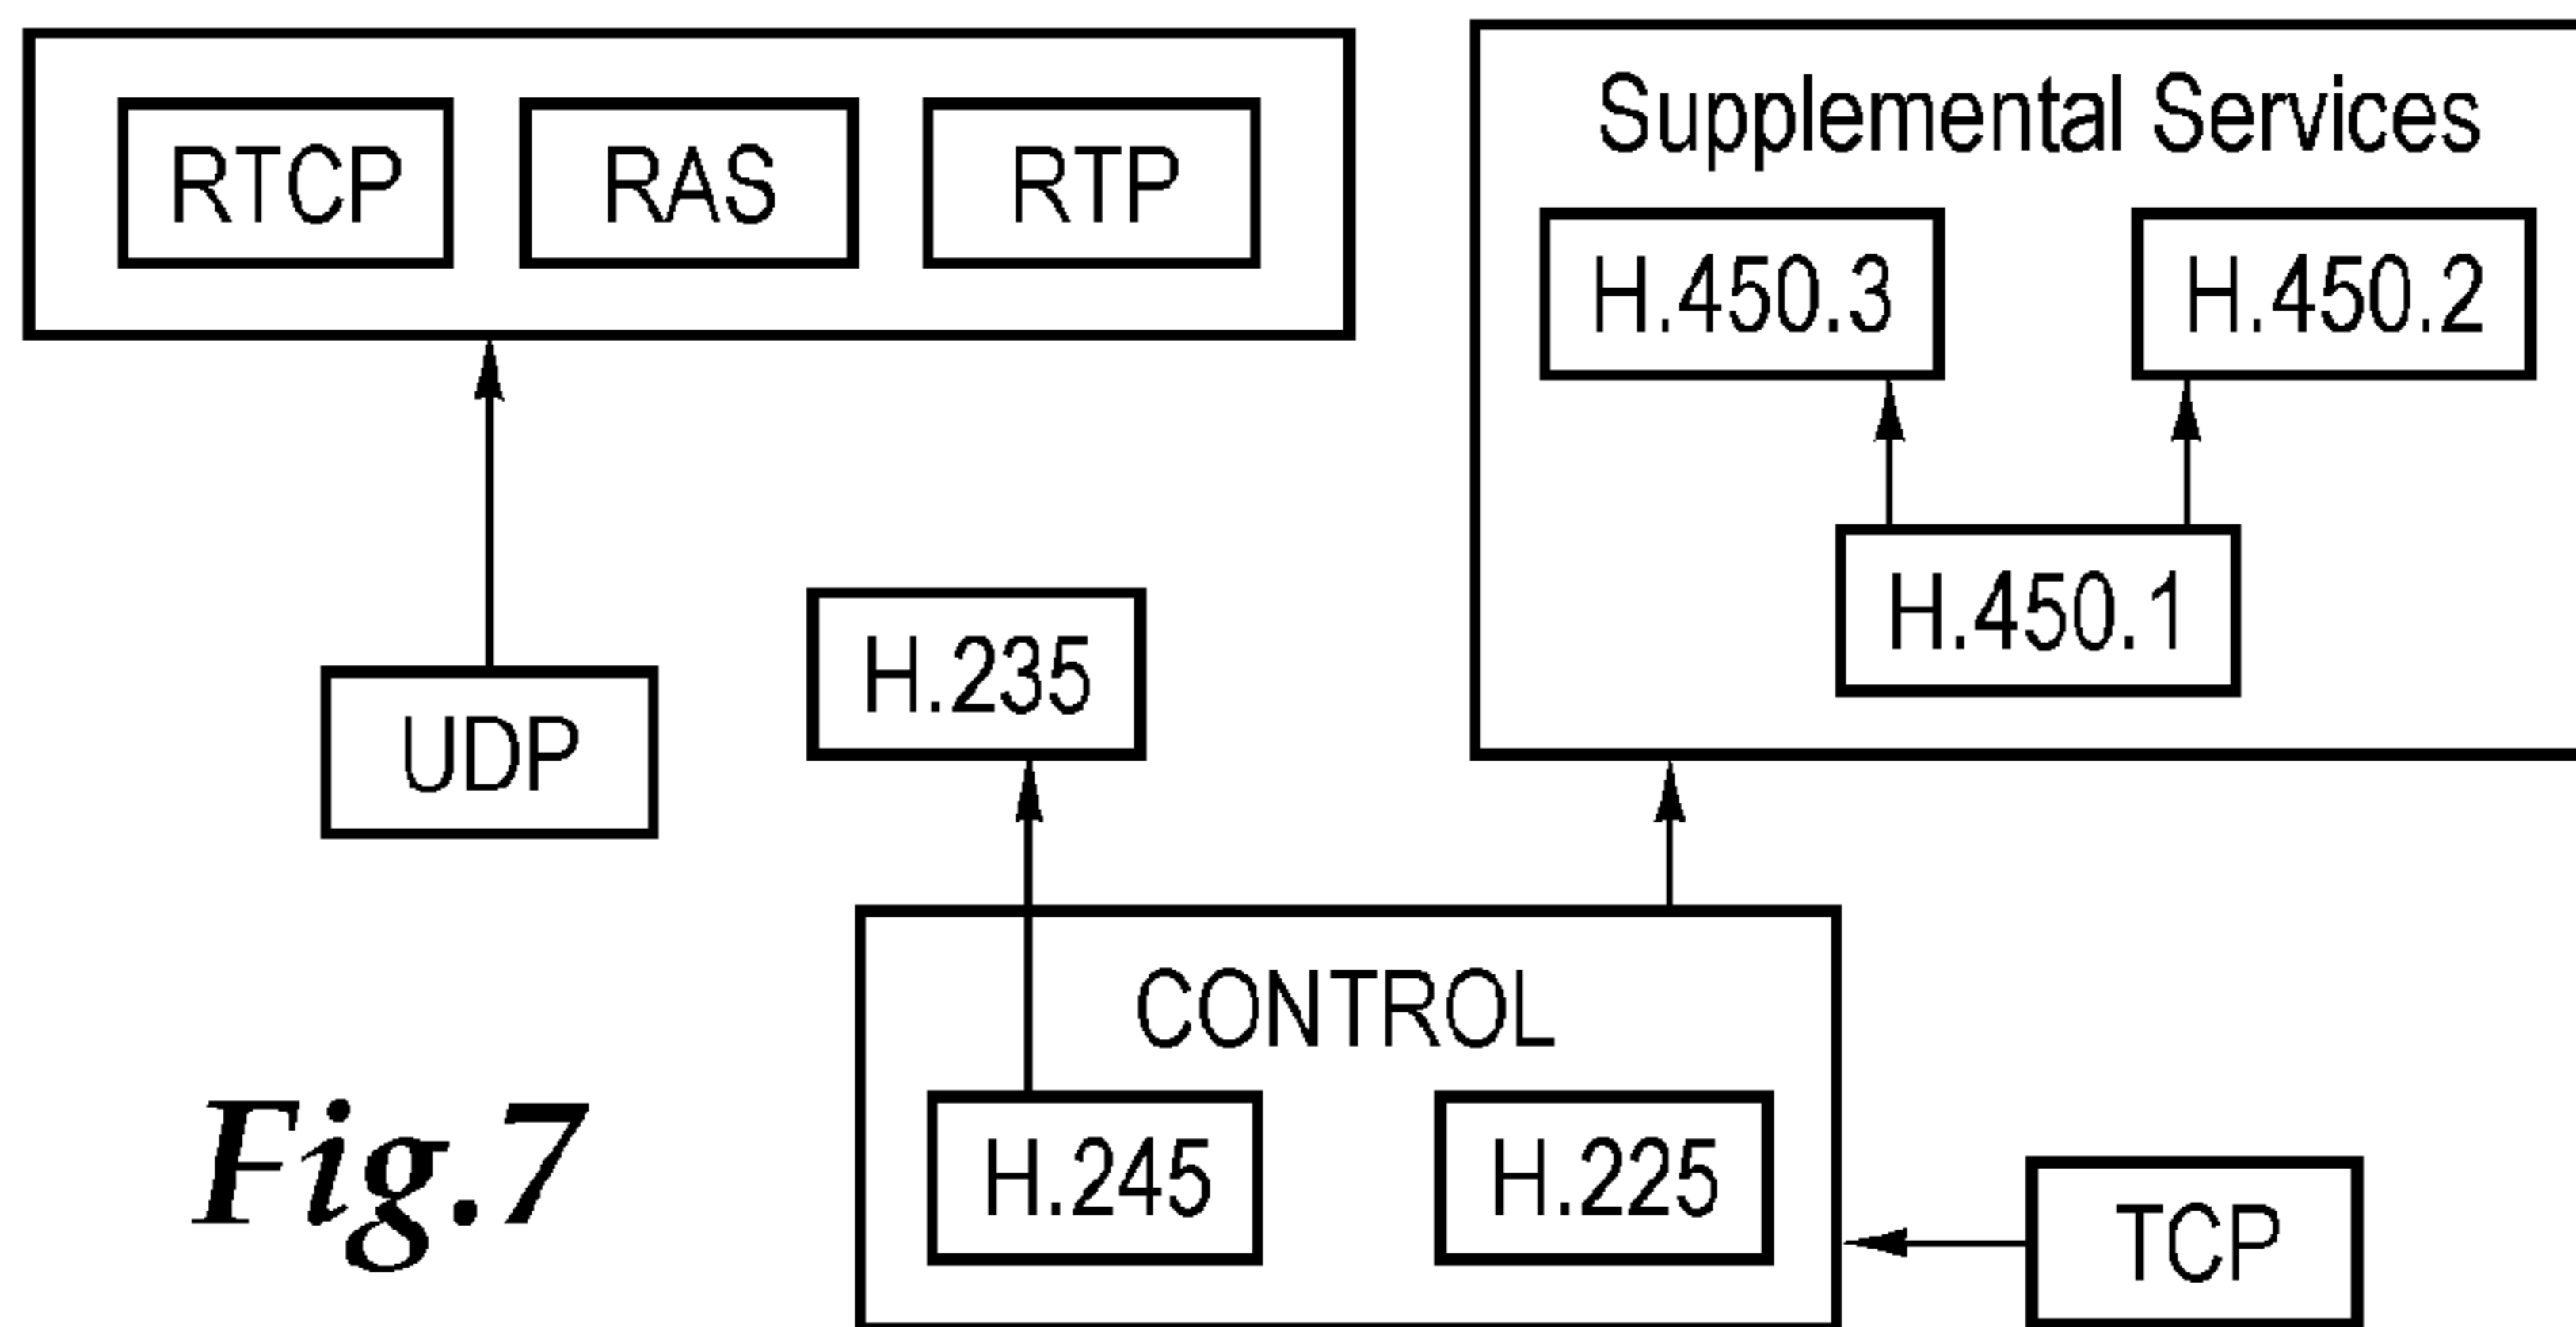 RTCP
RAS
RTP
Supplemental Services
H.450.3
H.450.2
H.450.1
H.235
UDP
CONTROL
H.245
H.225
TCP
Fig.7